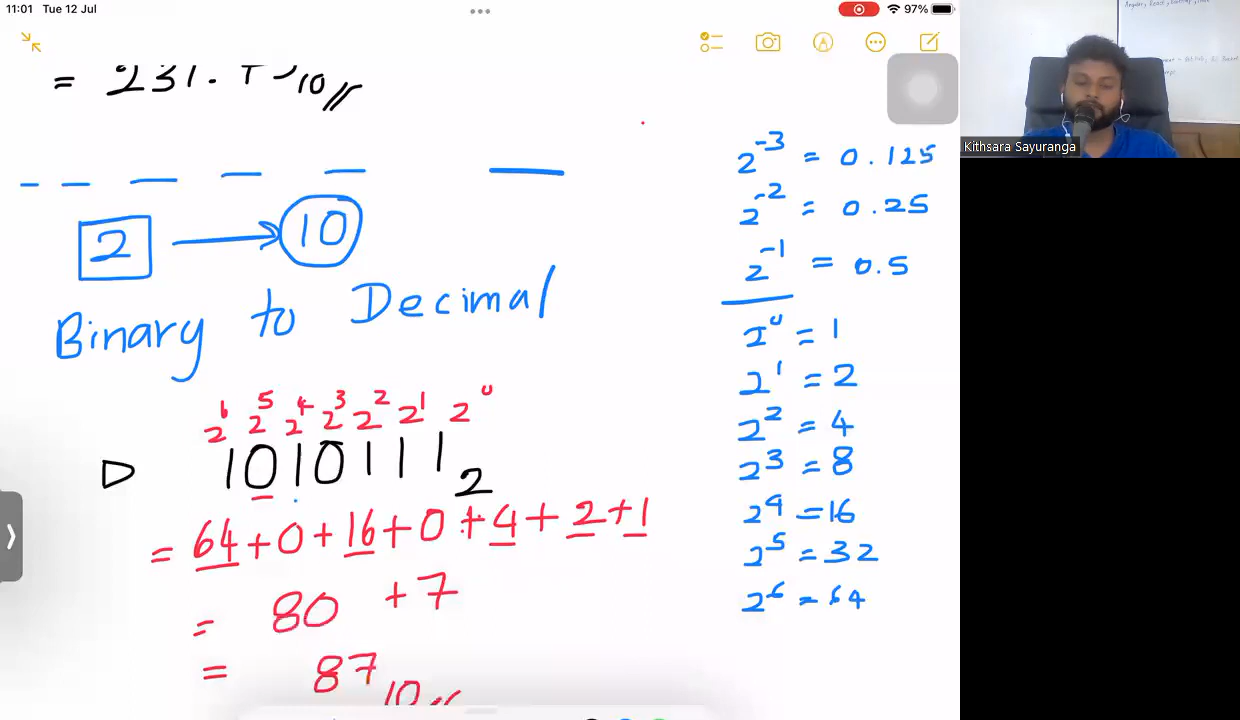 11:01 Tue 12 Jul
97%
= 231.
10
2 → 10
Binary to Decimal
2^6 2^5 2^4 2^3 2^2 2^1 2^0
1010111₂
= 64+0+16+0+4+2+1
= 80 +7
= 87₁₀
2^-3 = 0.125
2^-2 = 0.25
2^-1 = 0.5
2^0 = 1
2^1 = 2
2^2 = 4
2^3 = 8
2^4 = 16
2^5 = 32
2^6 = 64
Kithsara Sayuranga